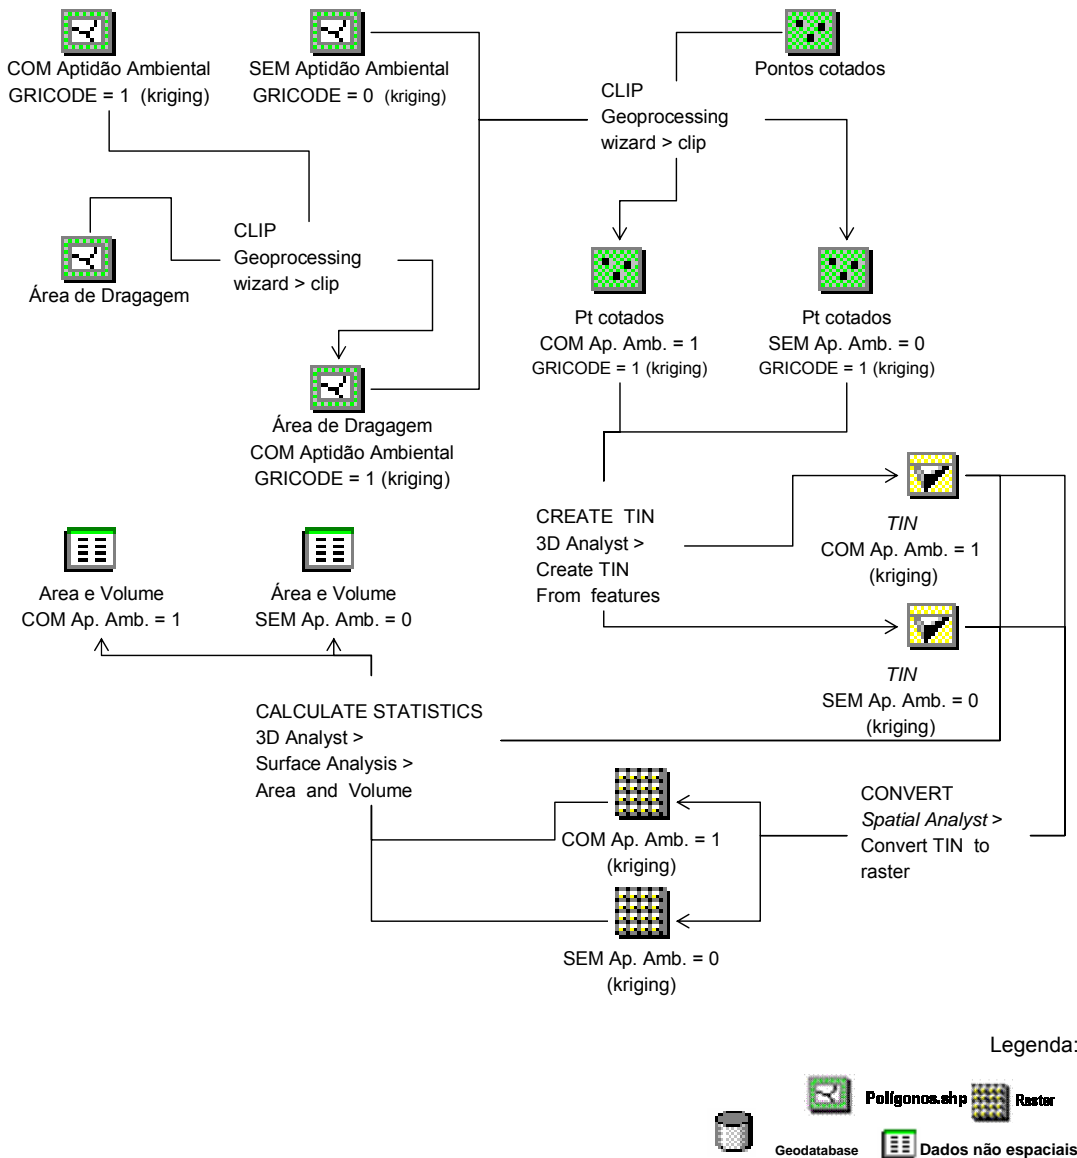 COM Aptidão Ambiental
GRICODE = 1 (kriging)
SEM Aptidão Ambiental
GRICODE = 0 (kriging)
Pontos cotados
CLIP
Geoprocessing
wizard > clip
CLIP
Geoprocessing
wizard > clip
Área de Dragagem
Pt cotados
COM Ap. Amb. = 1
GRICODE = 1 (kriging)
Pt cotados
SEM Ap. Amb. = 0
GRICODE = 1 (kriging)
Área de Dragagem
COM Aptidão Ambiental
GRICODE = 1 (kriging)
CREATE TIN
3D Analyst >
Create TIN
From features
TIN
COM Ap. Amb. = 1
(kriging)
Area e Volume
COM Ap. Amb. = 1
Área e Volume
SEM Ap. Amb. = 0
TIN
SEM Ap. Amb. = 0
(kriging)
CALCULATE STATISTICS
3D Analyst >
Surface Analysis >
Area and Volume
CONVERT
Spatial Analyst >
Convert TIN to
raster
COM Ap. Amb. = 1
(kriging)
SEM Ap. Amb. = 0
(kriging)
Legenda:
Polígonos.shp
Raster
Geodatabase
Dados não espaciais